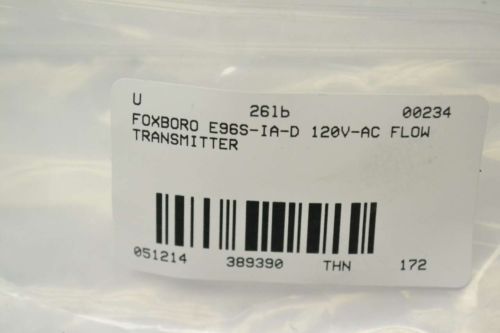 U 261b 00234
FOXBORO E96S-IA-D 120V-AC FLOW
TRANSMITTER
051214 389390 THN 172